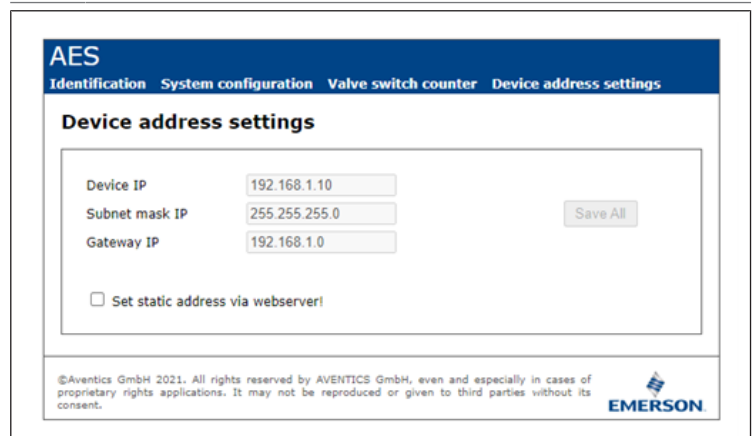 AES
Identification System configuration Valve switch counter Device address settings
Device address settings
Device IP 192.168.1.10
Subnet mask IP 255.255.255.0 Save All
Gateway IP 192.168.1.0
Set static address via webserver!
©Aventics GmbH 2021. All rights reserved by AVENTICS GmbH, even and especially in cases of
proprietary rights applications. It may not be reproduced or given to third parties without its
consent.
EMERSON.